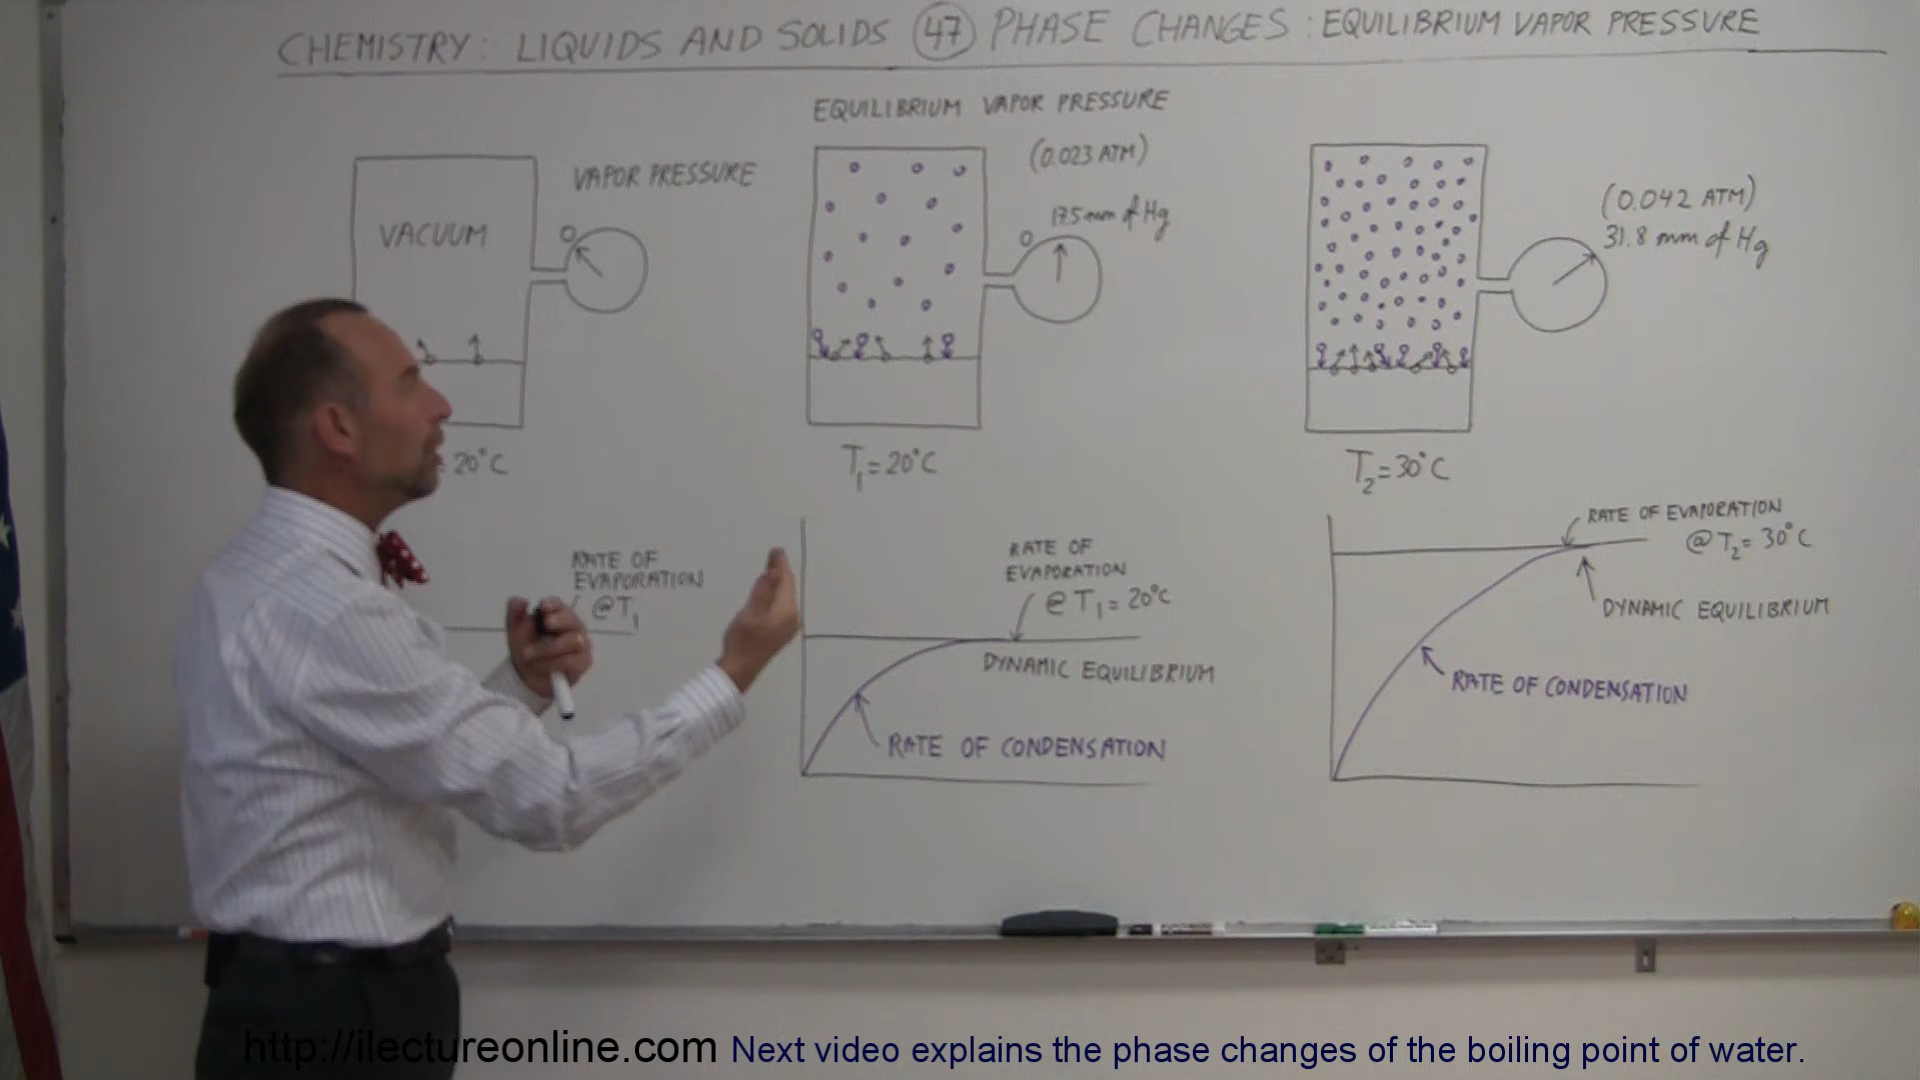 CHEMISTRY: LIQUIDS AND SOLIDS 47 PHASE CHANGES: EQUILIBRIUM VAPOR PRESSURE
EQUILIBRIUM VAPOR PRESSURE
VAPOR PRESSURE
VACUUM
0
= 20°C
(0.023 ATM)
17.5 mm of Hg
0
T1 = 20°C
(0.042 ATM)
31.8 mm of Hg
T2 = 30°C
RATE OF
EVAPORATION
@T1
RATE OF
EVAPORATION
@ T1 = 20°C
DYNAMIC EQUILIBRIUM
RATE OF CONDENSATION
RATE OF EVAPORATION
@ T2 = 30°C
DYNAMIC EQUILIBRIUM
RATE OF CONDENSATION
http://ilectureonline.com Next video explains the phase changes of the boiling point of water.